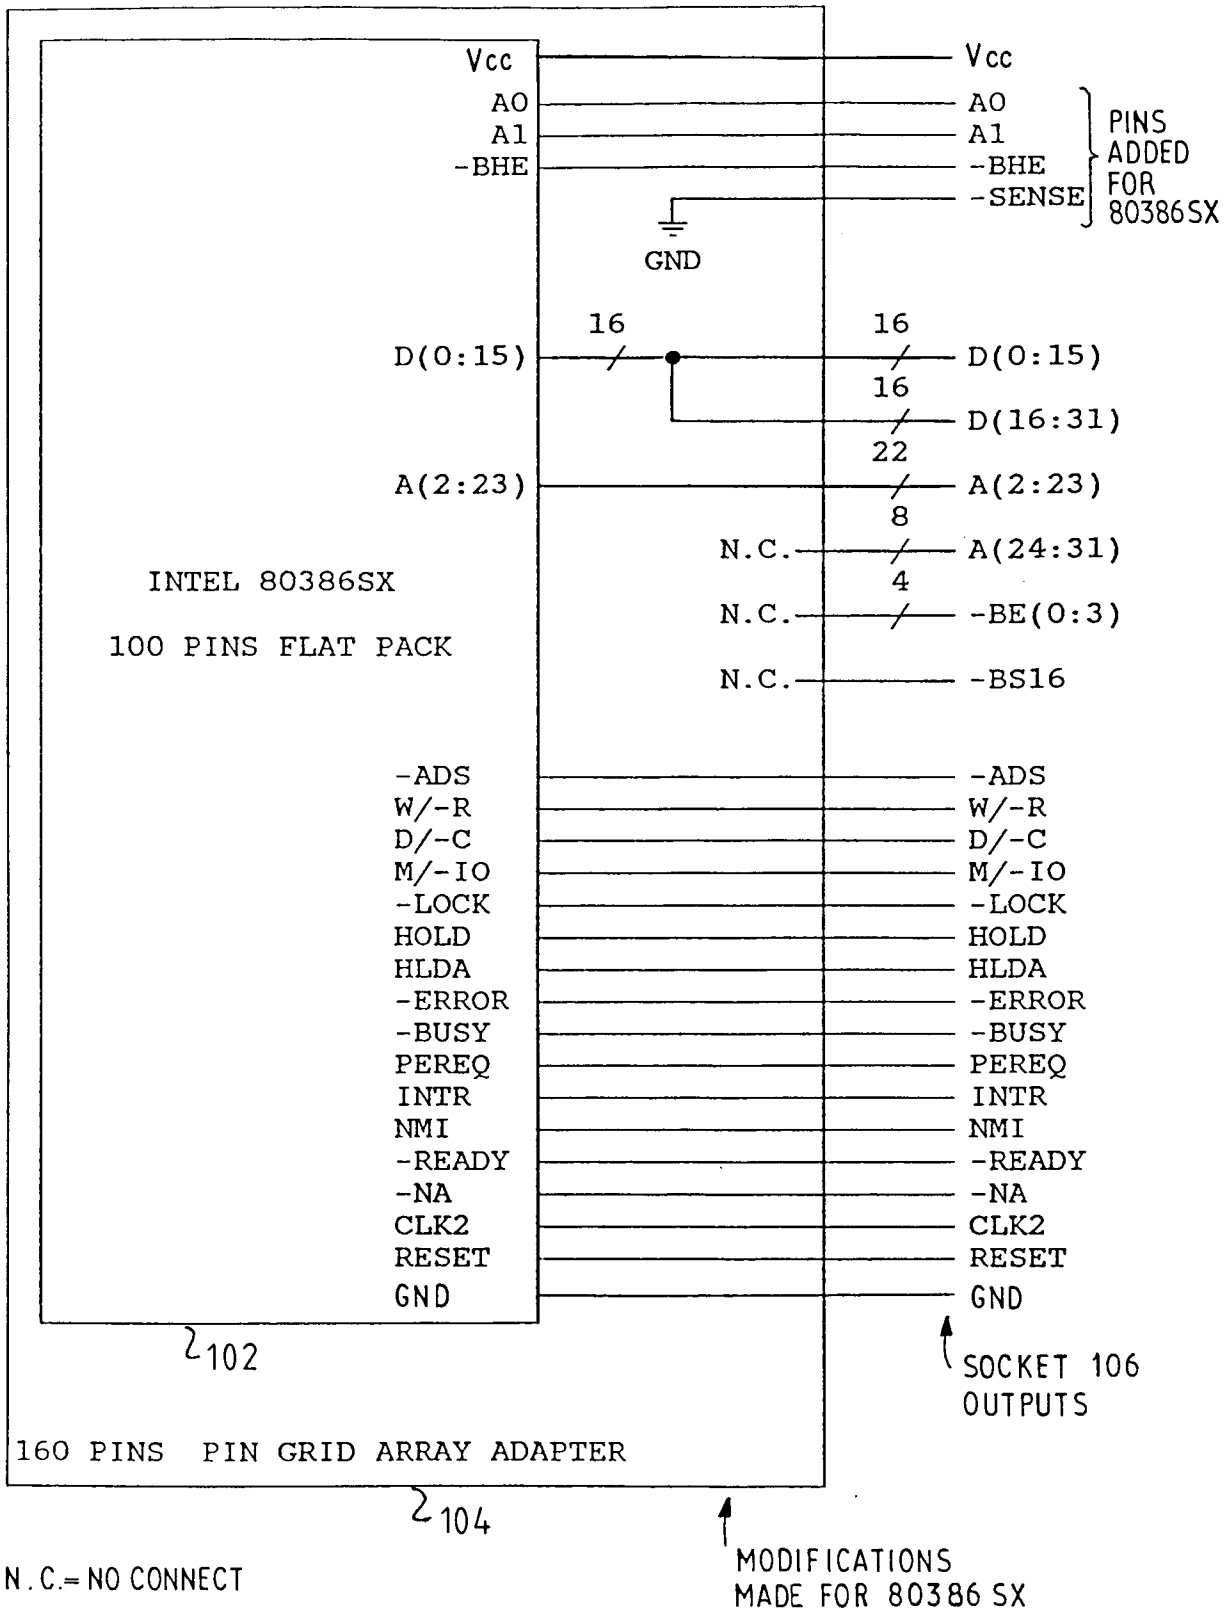 Vcc Vcc
A0 A0
A1 A1
-BHE -BHE
-SENSE
PINS
ADDED
FOR
80386SX
GND
16 16
D(0:15) D(0:15)
16
D(16:31)
22
A(2:23) A(2:23)
8
N.C. A(24:31)
4
N.C. -BE(0:3)
N.C. -BS16
INTEL 80386SX
100 PINS FLAT PACK
-ADS -ADS
W/-R W/-R
D/-C D/-C
M/-IO M/-IO
-LOCK -LOCK
HOLD HOLD
HLDA HLDA
-ERROR -ERROR
-BUSY -BUSY
PEREQ PEREQ
INTR INTR
NMI NMI
-READY -READY
-NA -NA
CLK2 CLK2
RESET RESET
GND GND
102
SOCKET 106
OUTPUTS
160 PINS PIN GRID ARRAY ADAPTER
104
MODIFICATIONS
MADE FOR 80386 SX
N.C.= NO CONNECT